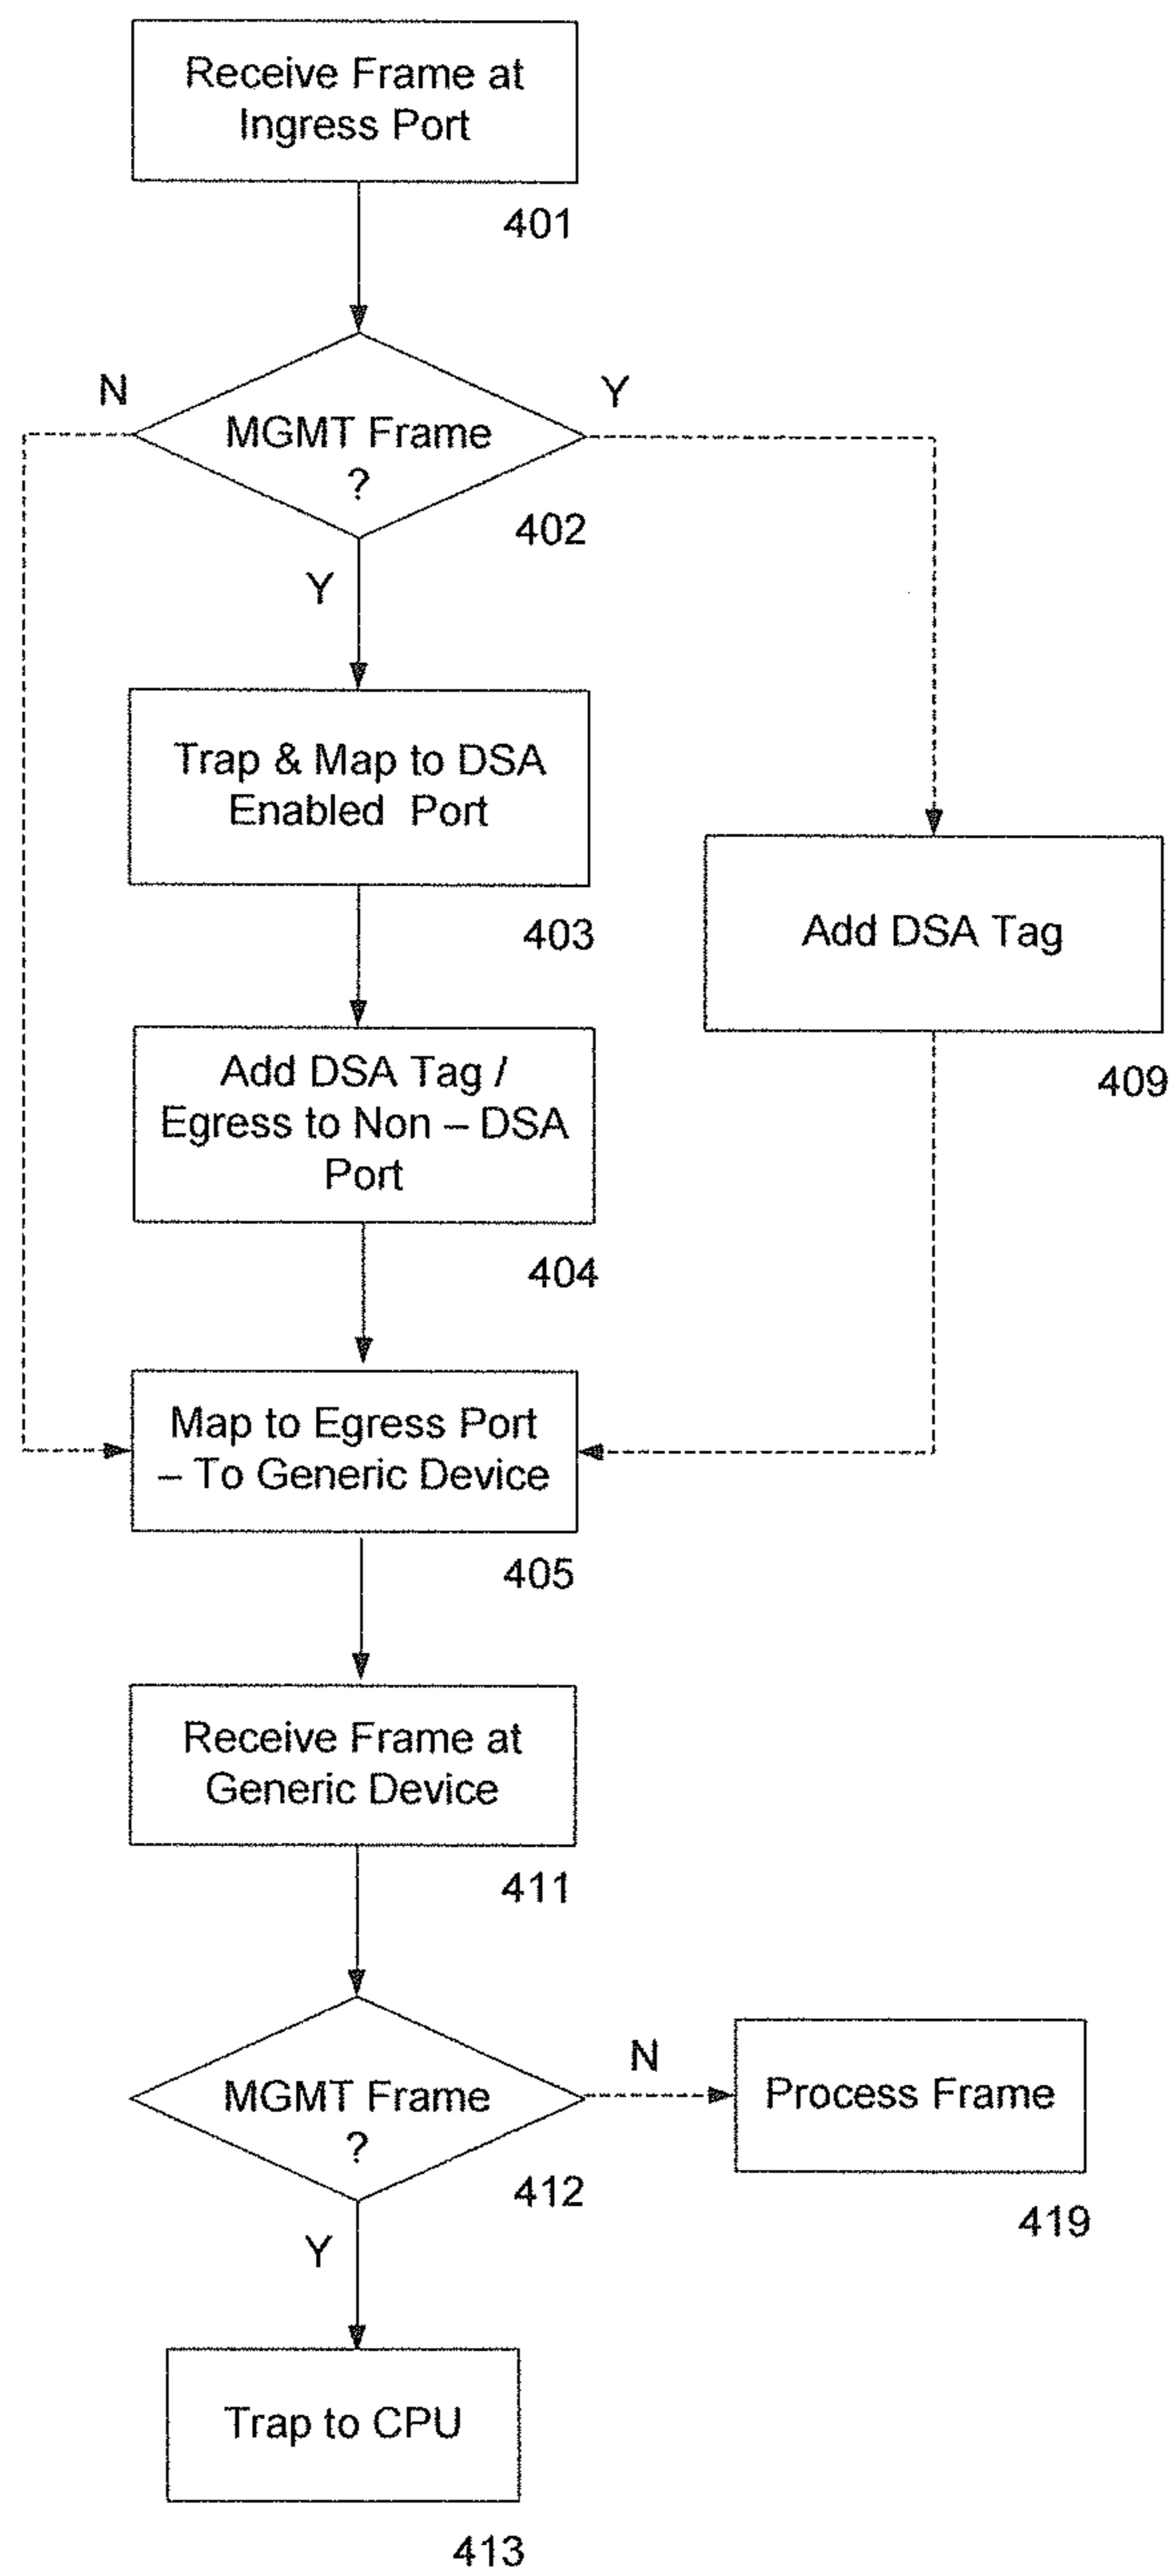 Receive Frame at
Ingress Port
401
N
Y
MGMT Frame
?
402
Y
Trap & Map to DSA
Enabled Port
403
Add DSA Tag
409
Add DSA Tag /
Egress to Non – DSA
Port
404
Map to Egress Port
– To Generic Device
405
Receive Frame at
Generic Device
411
MGMT Frame
?
412
N
Process Frame
419
Y
Trap to CPU
413